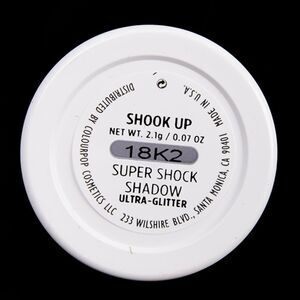 SHOOK UP
NET WT. 2.1g / 0.07 OZ
18K2
SUPER SHOCK
SHADOW
ULTRA-GLITTER
DISTRIBUTED BY COLOURPOP COSMETICS LLC 233 WILSHIRE BLVD., SANTA MONICA, CA 90401 MADE IN U.S.A.